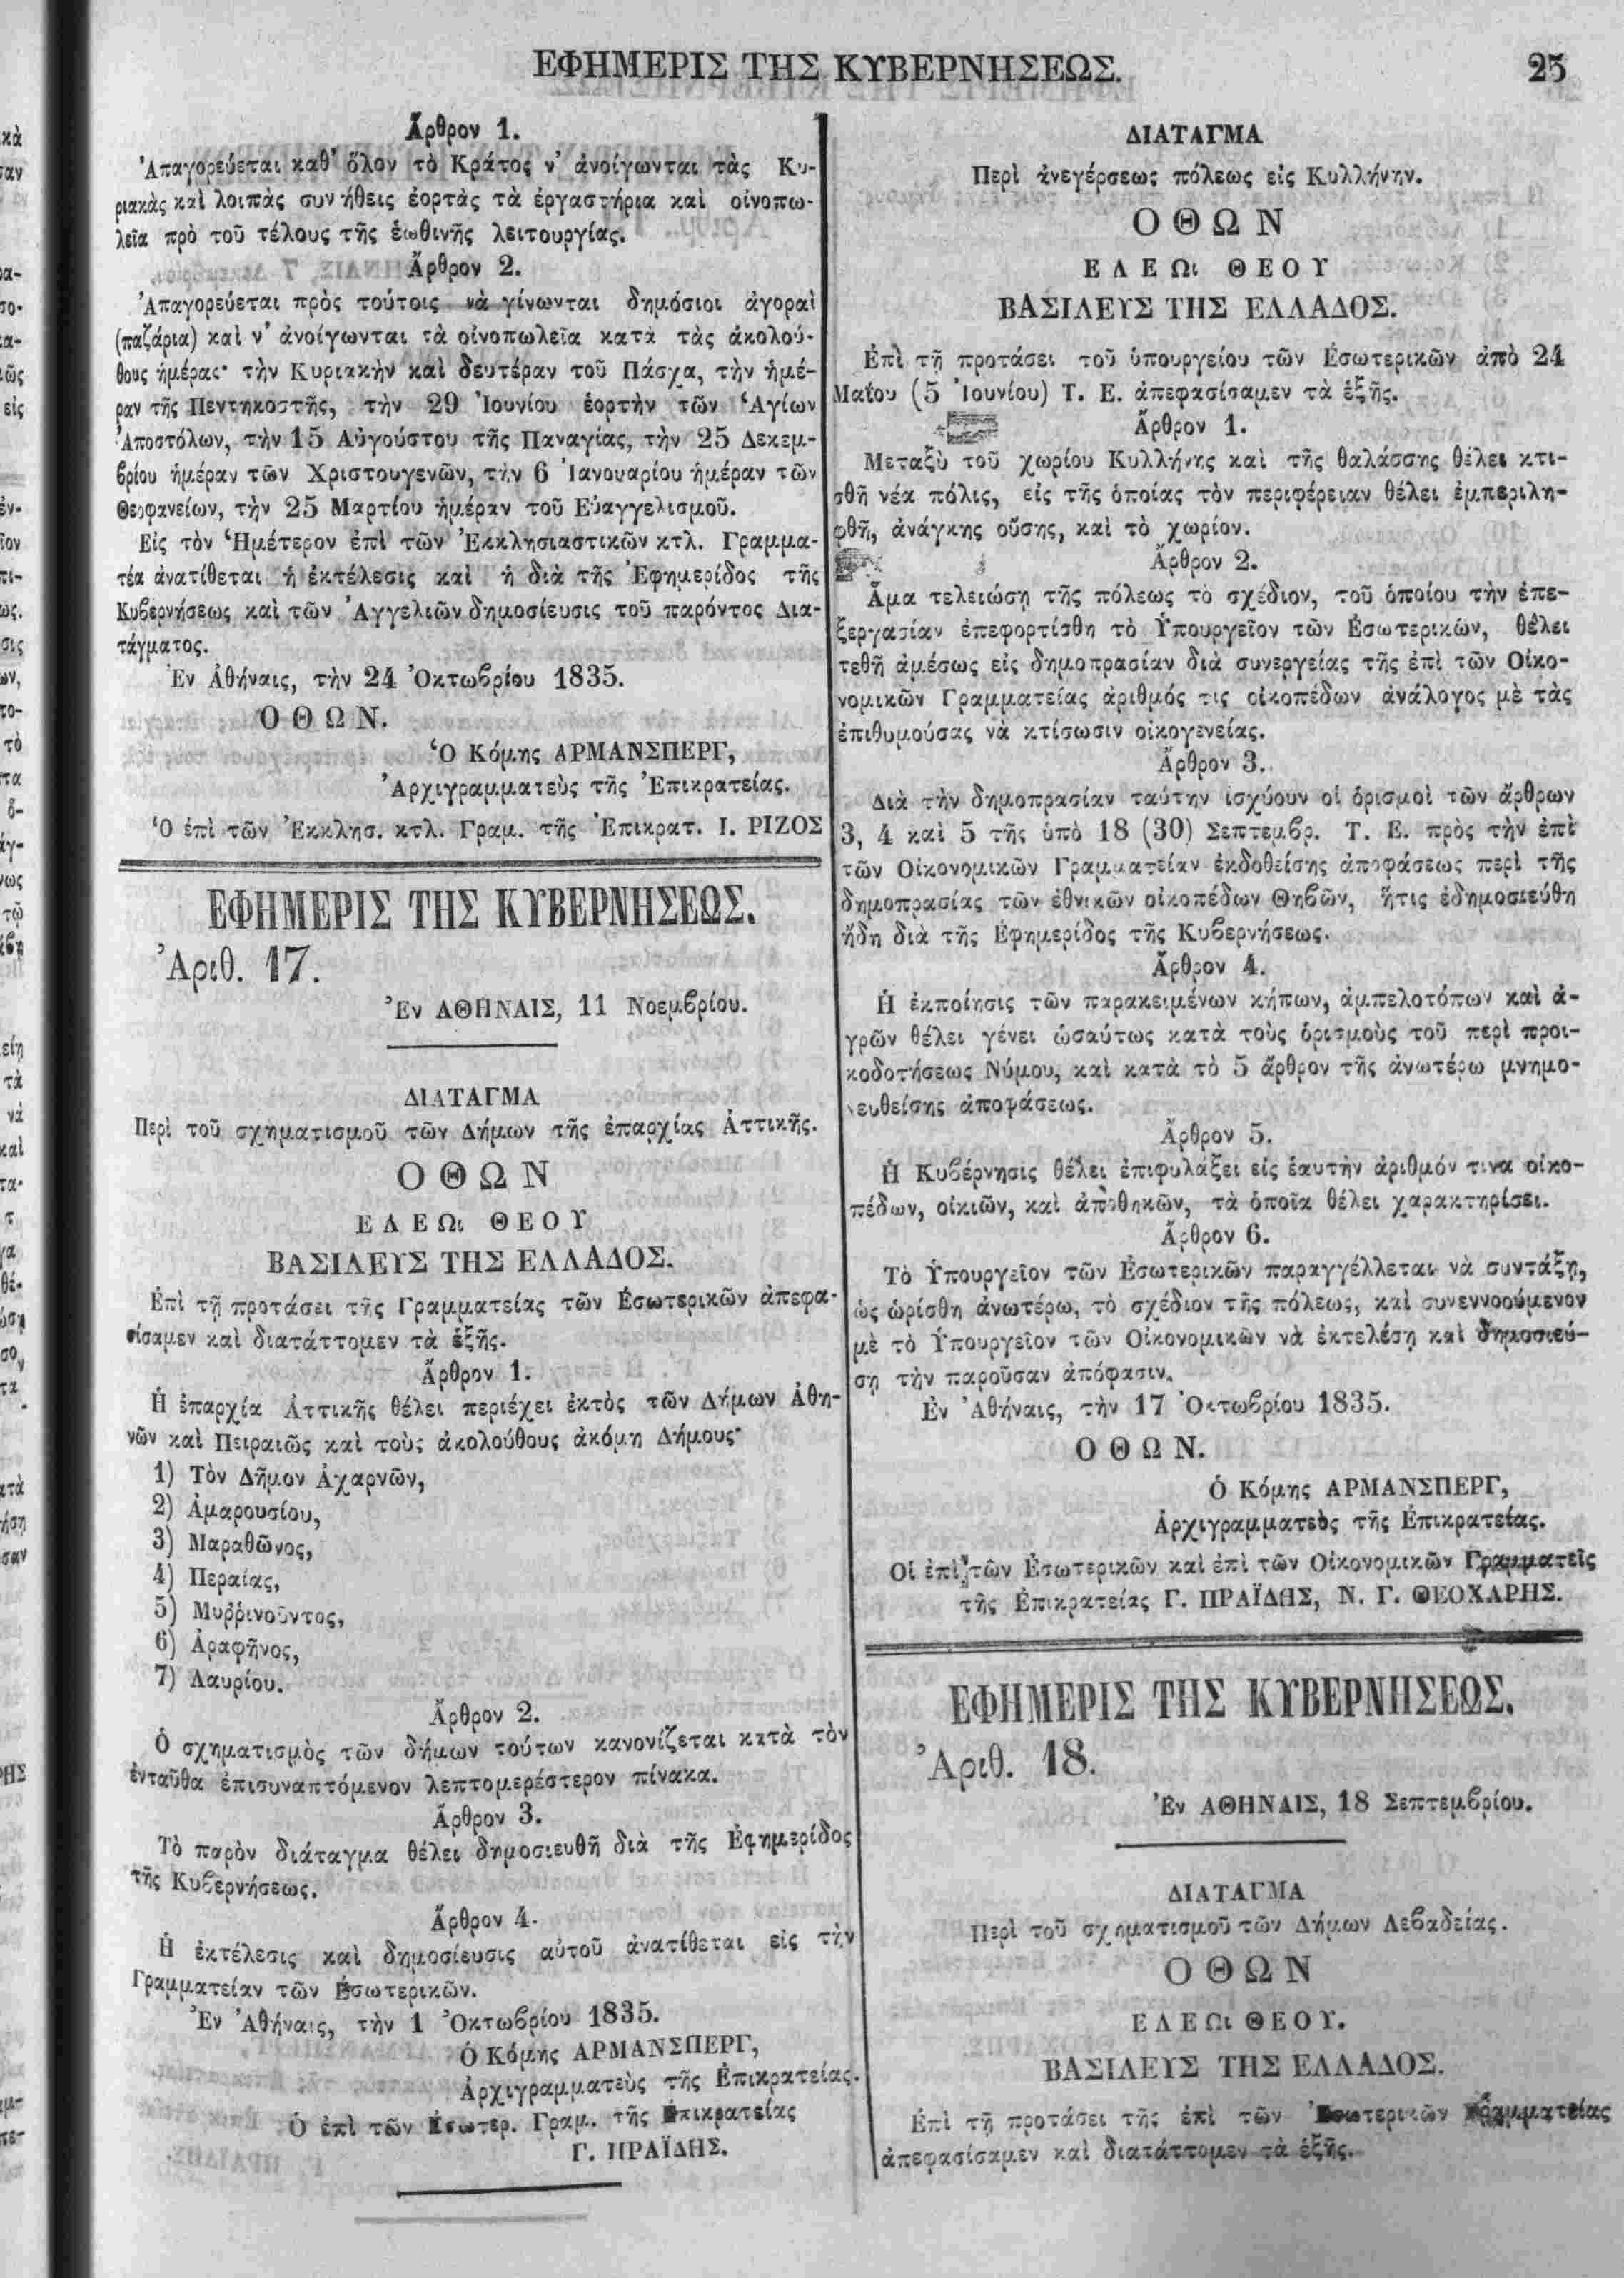 ΕΦΗΜΕΡΙΣ ΤΗΣ ΚΥΒΕΡΝΗΣΕΩΣ. 25
Ἄρθρον 1.
Ἀπαγορεύεται καθ' ὅλον τὸ Κράτος ν' ἀνοίγωνται τὰς Κυ-
ριακὰς καὶ λοιπὰς συνήθεις ἑορτὰς τὰ ἐργαστήρια καὶ οἰνοπω-
λεῖα πρὸ τοῦ τέλους τῆς ἑωθινῆς λειτουργίας.
Ἄρθρον 2.
Ἀπαγορεύεται πρὸς τούτοις νὰ γίνωνται δημόσιοι ἀγοραὶ
(παζάρια) καὶ ν' ἀνοίγωνται τὰ οἰνοπωλεῖα κατὰ τὰς ἀκολού-
θους ἡμέρας· τὴν Κυριακὴν καὶ δευτέραν τοῦ Πάσχα, τὴν ἡμέ-
ραν τῆς Πεντηκοστῆς, τὴν 29 Ἰουνίου ἑορτὴν τῶν Ἁγίων
Ἀποστόλων, τὴν 15 Αὐγούστου τῆς Παναγίας, τὴν 25 Δεκεμ-
βρίου ἡμέραν τῶν Χριστουγενῶν, τὴν 6 Ἰανουαρίου ἡμέραν τῶν
Θεοφανείων, τὴν 25 Μαρτίου ἡμέραν τοῦ Εὐαγγελισμοῦ.
Εἰς τὸν Ἡμέτερον ἐπὶ τῶν Ἐκκλησιαστικῶν κτλ. Γραμμα-
τέα ἀνατίθεται ἡ ἐκτέλεσις καὶ ἡ διὰ τῆς Ἐφημερίδος τῆς
Κυβερνήσεως καὶ τῶν Ἀγγελιῶν δημοσίευσις τοῦ παρόντος Δια-
τάγματος.
Ἐν Ἀθήναις, τὴν 24 Ὀκτωβρίου 1835.
ΟΘΩΝ.
Ὁ Κόμης ΑΡΜΑΝΣΠΕΡΓ,
Ἀρχιγραμματεὺς τῆς Ἐπικρατείας.
Ὁ ἐπὶ τῶν Ἐκκλησ. κτλ. Γραμ. τῆς Ἐπικρατ. Ι. ΡΙΖΟΣ
ΕΦΗΜΕΡΙΣ ΤΗΣ ΚΥΒΕΡΝΗΣΕΩΣ.
Ἀριθ. 17.
Ἐν ΑΘΗΝΑΙΣ, 11 Νοεμβρίου.
ΔΙΑΤΑΓΜΑ
Περὶ τοῦ σχηματισμοῦ τῶν Δήμων τῆς ἐπαρχίας Ἀττικῆς.
ΟΘΩΝ
ΕΛΕΩι ΘΕΟΥ
ΒΑΣΙΛΕΥΣ ΤΗΣ ΕΛΛΑΔΟΣ.
Ἐπὶ τῇ προτάσει τῆς Γραμματείας τῶν Ἐσωτερικῶν ἀπεφα-
σίσαμεν καὶ διατάττομεν τὰ ἑξῆς.
Ἄρθρον 1.
Ἡ ἐπαρχία Ἀττικῆς θέλει περιέχει ἐκτὸς τῶν Δήμων Ἀθη-
νῶν καὶ Πειραιῶς καὶ τοὺς ἀκολούθους ἀκόμη Δήμους·
1) Τὸν Δῆμον Ἀχαρνῶν,
2) Ἀμαρουσίου,
3) Μαραθῶνος,
4) Περαίας,
5) Μυῤῥινοῦντος,
6) Ἀραφῆνος,
7) Λαυρίου.
Ἄρθρον 2.
Ὁ σχηματισμὸς τῶν δήμων τούτων κανονίζεται κατὰ τὸν
ἐνταῦθα ἐπισυναπτόμενον λεπτομερέστερον πίνακα.
Ἄρθρον 3.
Τὸ παρὸν διάταγμα θέλει δημοσιευθῆ διὰ τῆς Ἐφημερίδος
τῆς Κυβερνήσεως.
Ἄρθρον 4.
Ἡ ἐκτέλεσις καὶ δημοσίευσις αὐτοῦ ἀνατίθεται εἰς τὴν
Γραμματείαν τῶν Ἐσωτερικῶν.
Ἐν Ἀθήναις, τὴν 1 Ὀκτωβρίου 1835.
Ὁ Κόμης ΑΡΜΑΝΣΠΕΡΓ,
Ἀρχιγραμματεὺς τῆς Ἐπικρατείας.
Ὁ ἐπὶ τῶν Ἐσωτερ. Γραμ. τῆς Ἐπικρατείας
Γ. ΠΡΑΪΔΗΣ.
ΔΙΑΤΑΓΜΑ
Περὶ ἀνεγέρσεως πόλεως εἰς Κυλλήνην.
ΟΘΩΝ
ΕΛΕΩι ΘΕΟΥ
ΒΑΣΙΛΕΥΣ ΤΗΣ ΕΛΛΑΔΟΣ.
Ἐπὶ τῇ προτάσει τοῦ ὑπουργείου τῶν Ἐσωτερικῶν ἀπὸ 24
Μαΐου (5 Ἰουνίου) Τ. Ε. ἀπεφασίσαμεν τὰ ἑξῆς.
Ἄρθρον 1.
Μεταξὺ τοῦ χωρίου Κυλλήνης καὶ τῆς θαλάσσης θέλει κτι-
σθῆ νέα πόλις, εἰς τῆς ὁποίας τὸν περιφέρειαν θέλει ἐμπεριλη-
φθῆ, ἀνάγκης οὔσης, καὶ τὸ χωρίον.
Ἄρθρον 2.
Ἅμα τελειώσῃ τῆς πόλεως τὸ σχέδιον, τοῦ ὁποίου τὴν ἐπε-
ξεργασίαν ἐπεφορτίσθη τὸ Ὑπουργεῖον τῶν Ἐσωτερικῶν, θέλει
τεθῆ ἀμέσως εἰς δημοπρασίαν διὰ συνεργείας τῆς ἐπὶ τῶν Οἰκο-
νομικῶν Γραμματείας ἀριθμός τις οἰκοπέδων ἀνάλογος μὲ τὰς
ἐπιθυμούσας νὰ κτίσωσιν οἰκογενείας.
Ἄρθρον 3.
Διὰ τὴν δημοπρασίαν ταύτην ἰσχύουν οἱ ὁρισμοὶ τῶν ἄρθρων
3, 4 καὶ 5 τῆς ὑπὸ 18 (30) Σεπτεμβρ. Τ. Ε. πρὸς τὴν ἐπὶ
τῶν Οἰκονομικῶν Γραμματείαν ἐκδοθείσης ἀποφάσεως περὶ τῆς
δημοπρασίας τῶν ἐθνικῶν οἰκοπέδων Θηβῶν, ἥτις ἐδημοσιεύθη
ἤδη διὰ τῆς Ἐφημερίδος τῆς Κυβερνήσεως.
Ἄρθρον 4.
Ἡ ἐκποίησις τῶν παρακειμένων κήπων, ἀμπελοτόπων καὶ ἀ-
γρῶν θέλει γένει ὡσαύτως κατὰ τοὺς ὁρισμοὺς τοῦ περὶ προι-
κοδοτήσεως Νόμου, καὶ κατὰ τὸ 5 ἄρθρον τῆς ἀνωτέρω μνημο-
νευθείσης ἀποφάσεως.
Ἄρθρον 5.
Ἡ Κυβέρνησις θέλει ἐπιφυλάξει εἰς ἑαυτὴν ἀριθμόν τινα οἰκο-
πέδων, οἰκιῶν, καὶ ἀποθηκῶν, τὰ ὁποῖα θέλει χαρακτηρίσει.
Ἄρθρον 6.
Τὸ Ὑπουργεῖον τῶν Ἐσωτερικῶν παραγγέλλεται νὰ συντάξῃ,
ὡς ὡρίσθη ἀνωτέρω, τὸ σχέδιον τῆς πόλεως, καὶ συνεννοούμενον
μὲ τὸ Ὑπουργεῖον τῶν Οἰκονομικῶν νὰ ἐκτελέσῃ καὶ δημοσιεύ-
σῃ τὴν παροῦσαν ἀπόφασιν.
Ἐν Ἀθήναις, τὴν 17 Ὀκτωβρίου 1835.
ΟΘΩΝ.
Ὁ Κόμης ΑΡΜΑΝΣΠΕΡΓ,
Ἀρχιγραμματεὺς τῆς Ἐπικρατείας.
Οἱ ἐπὶ τῶν Ἐσωτερικῶν καὶ ἐπὶ τῶν Οἰκονομικῶν Γραμματεῖς
τῆς Ἐπικρατείας Γ. ΠΡΑΪΔΗΣ, Ν. Γ. ΘΕΟΧΑΡΗΣ.
ΕΦΗΜΕΡΙΣ ΤΗΣ ΚΥΒΕΡΝΗΣΕΩΣ.
Ἀριθ. 18.
Ἐν ΑΘΗΝΑΙΣ, 18 Σεπτεμβρίου.
ΔΙΑΤΑΓΜΑ
Περὶ τοῦ σχηματισμοῦ τῶν Δήμων Λεβαδείας.
ΟΘΩΝ
ΕΛΕΩι ΘΕΟΥ.
ΒΑΣΙΛΕΥΣ ΤΗΣ ΕΛΛΑΔΟΣ.
Ἐπὶ τῇ προτάσει τῆς ἐπὶ τῶν Ἐσωτερικῶν Γραμματείας
ἀπεφασίσαμεν καὶ διατάττομεν τὰ ἑξῆς.